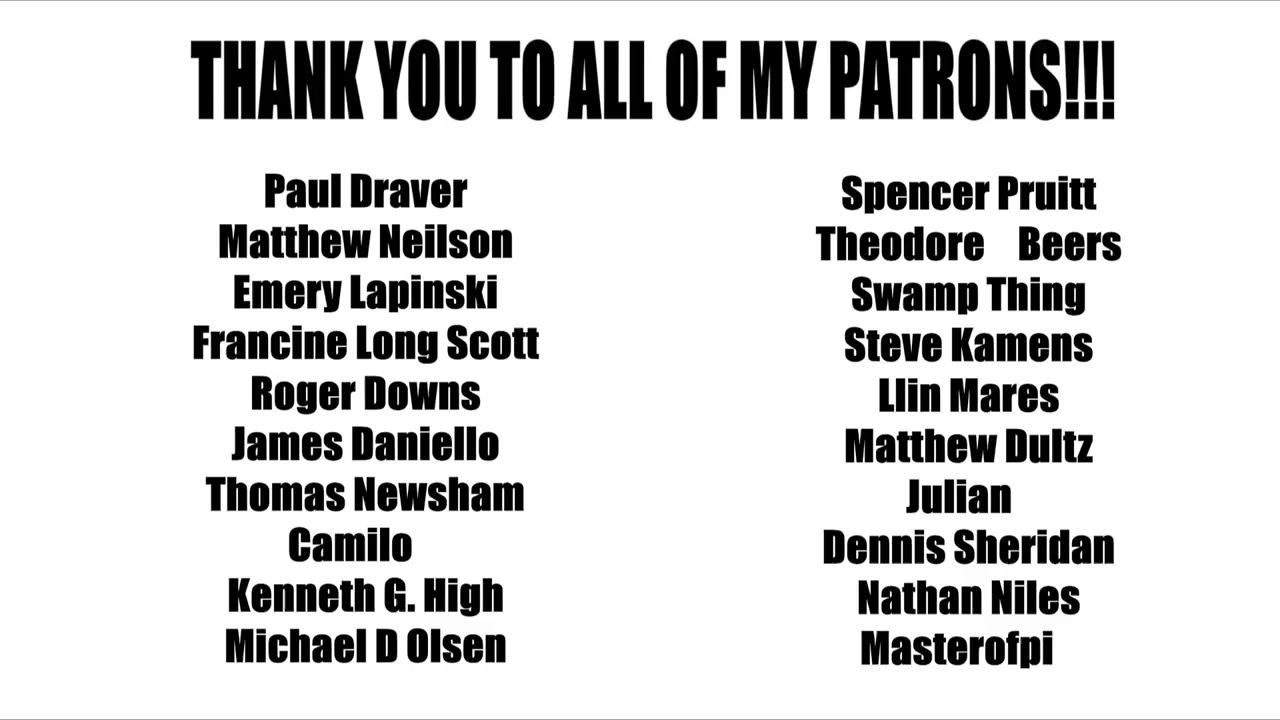 THANK YOU TO ALL OF MY PATRONS!!!
Paul Draver
Matthew Neilson
Emery Lapinski
Francine Long Scott
Roger Downs
James Daniello
Thomas Newsham
Camilo
Kenneth G. High
Michael D Olsen
Spencer Pruitt
Theodore Beers
Swamp Thing
Steve Kamens
Llin Mares
Matthew Dultz
Julian
Dennis Sheridan
Nathan Niles
Masterofpi